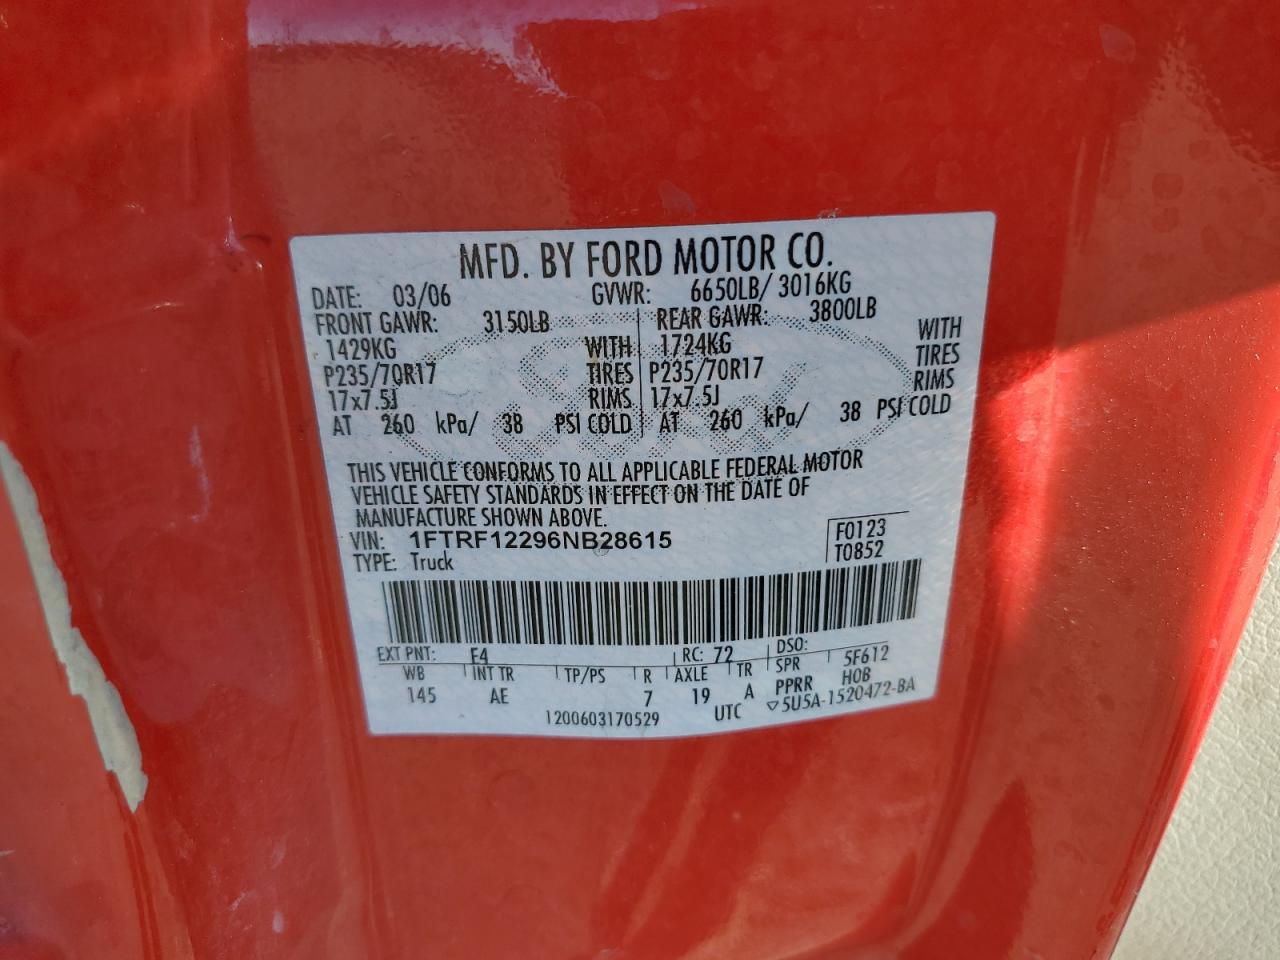 MFD. BY FORD MOTOR CO.
DATE: 03/06 GVWR: 6650LB/ 3016KG
FRONT GAWR: 3150LB REAR GAWR: 3800LB
1429KG WITH 1724KG WITH
P235/70R17 TIRES P235/70R17 TIRES
17x7.5J RIMS 17x7.5J RIMS
AT 260 kPa/ 38 PSI COLD AT 260 kPa/ 38 PSI COLD
THIS VEHICLE CONFORMS TO ALL APPLICABLE FEDERAL MOTOR
VEHICLE SAFETY STANDARDS IN EFFECT ON THE DATE OF
MANUFACTURE SHOWN ABOVE.
VIN: 1FTRF12296NB28615 F0123
TYPE: Truck T0852
EXT PNT: E4 RC: 72 DSO:
WB INT TR TP/PS R AXLE TR SPR 5F612
145 AE 7 19 A PPRR HOB
1200603170529 UTC ▽5U5A-1520472-BA